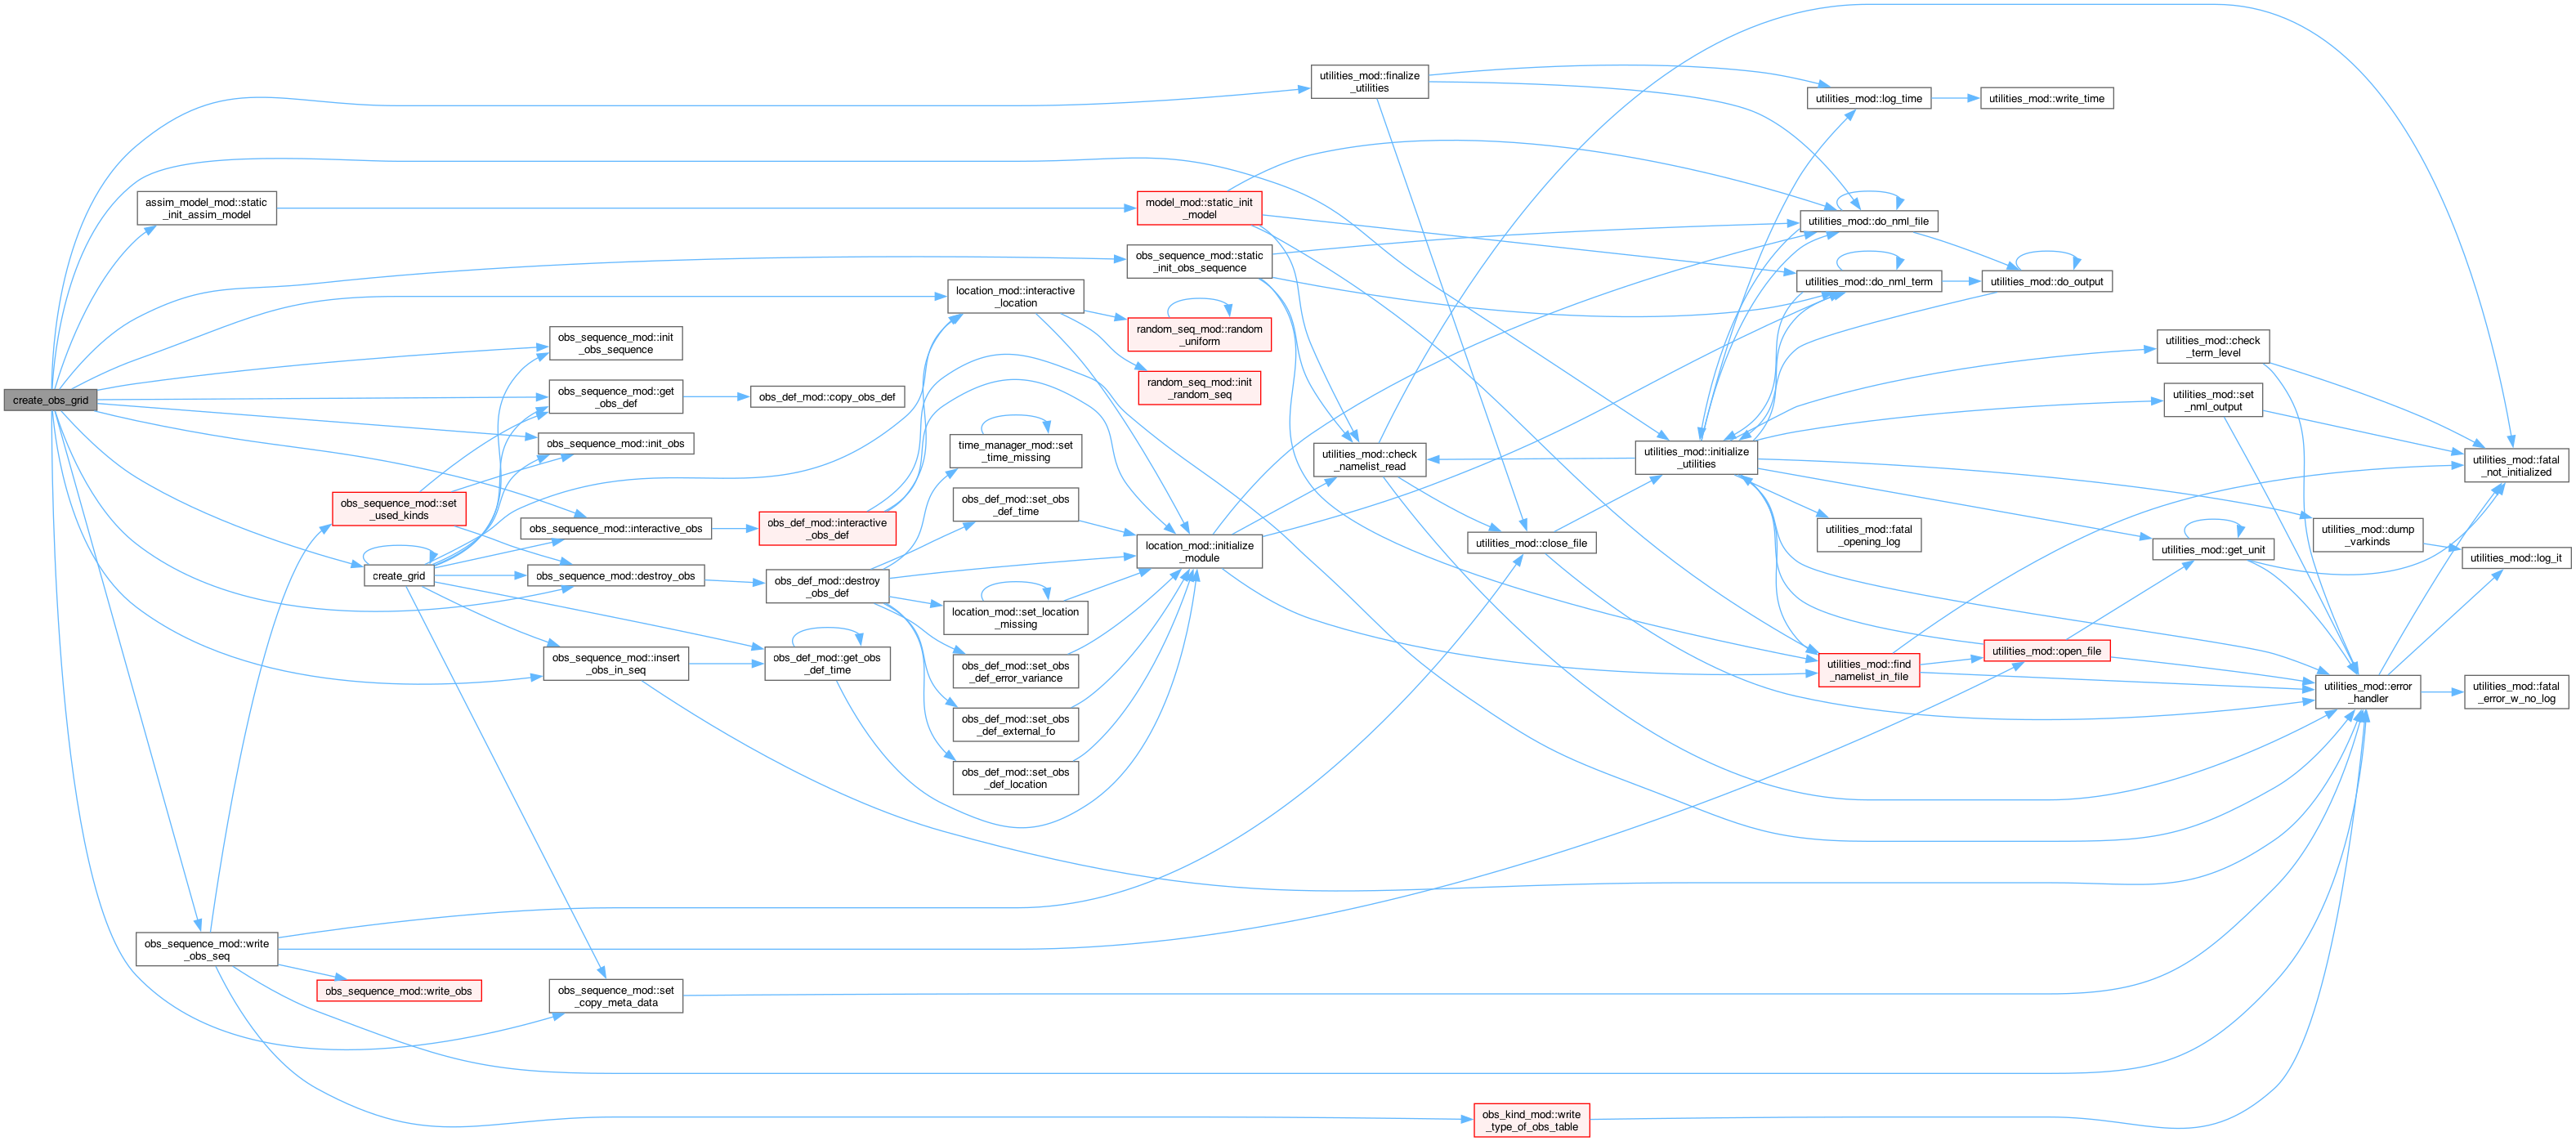 create_obs_grid
assim_model_mod::static
_init_assim_model
obs_sequence_mod::set
_used_kinds
create_grid
obs_sequence_mod::write
_obs_seq
obs_sequence_mod::write_obs
obs_sequence_mod::init
_obs_sequence
obs_sequence_mod::get
_obs_def
obs_sequence_mod::init_obs
obs_sequence_mod::interactive_obs
obs_sequence_mod::destroy_obs
obs_sequence_mod::insert
_obs_in_seq
obs_sequence_mod::set
_copy_meta_data
obs_def_mod::copy_obs_def
obs_def_mod::interactive
_obs_def
obs_def_mod::destroy
_obs_def
obs_def_mod::get_obs
_def_time
location_mod::interactive
_location
time_manager_mod::set
_time_missing
obs_def_mod::set_obs
_def_time
location_mod::set_location
_missing
obs_def_mod::set_obs
_def_error_variance
obs_def_mod::set_obs
_def_external_fo
obs_def_mod::set_obs
_def_location
model_mod::static_init
_model
obs_sequence_mod::static
_init_obs_sequence
random_seq_mod::random
_uniform
random_seq_mod::init
_random_seq
location_mod::initialize
_module
utilities_mod::finalize
_utilities
utilities_mod::check
_namelist_read
utilities_mod::close_file
obs_kind_mod::write
_type_of_obs_table
utilities_mod::initialize
_utilities
utilities_mod::log_time
utilities_mod::do_nml_file
utilities_mod::do_nml_term
utilities_mod::fatal
_opening_log
utilities_mod::find
_namelist_in_file
utilities_mod::write_time
utilities_mod::do_output
utilities_mod::open_file
utilities_mod::check
_term_level
utilities_mod::set
_nml_output
utilities_mod::get_unit
utilities_mod::dump
_varkinds
utilities_mod::error
_handler
utilities_mod::fatal
_not_initialized
utilities_mod::log_it
utilities_mod::fatal
_error_w_no_log